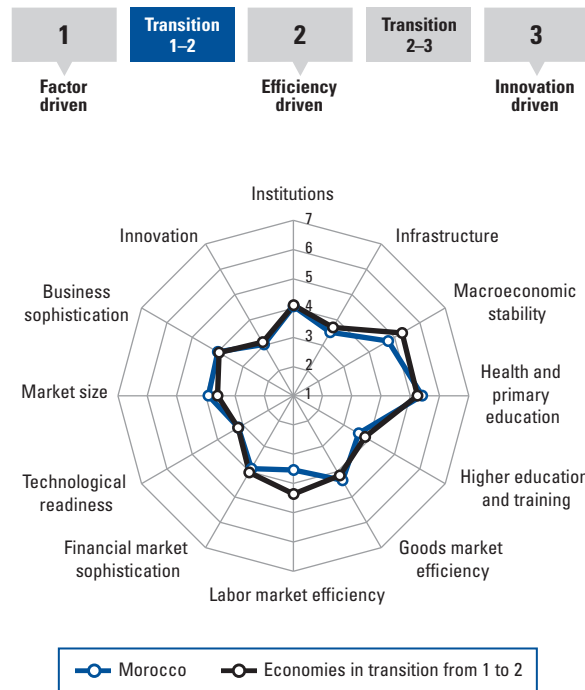 1
Transition
1–2
2
Transition
2–3
3
Factor
driven
Efficiency
driven
Innovation
driven
Institutions
7
Innovation
Infrastructure
6
5
Business
sophistication
Macroeconomic
stability
4
3
Market size
2
1
Health and
primary
education
Technological
readiness
Higher education
and training
Financial market
sophistication
Goods market
efficiency
Labor market efficiency
Morocco
Economies in transition from 1 to 2